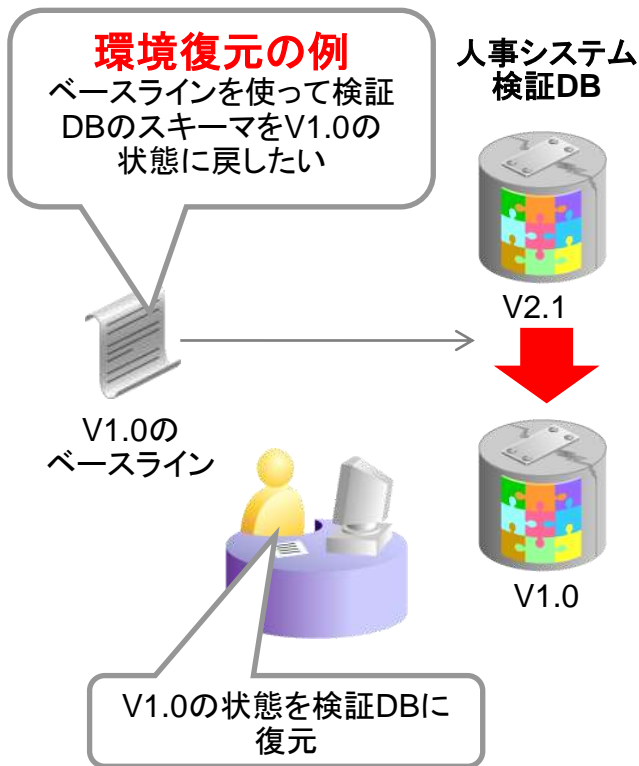 環境復元の例
ベースラインを使って検証
DBのスキーマをV1.0の
状態に戻したい
人事システム
検証DB
V2.1
V1.0の
ベースライン
V1.0
V1.0の状態を検証DBに
復元